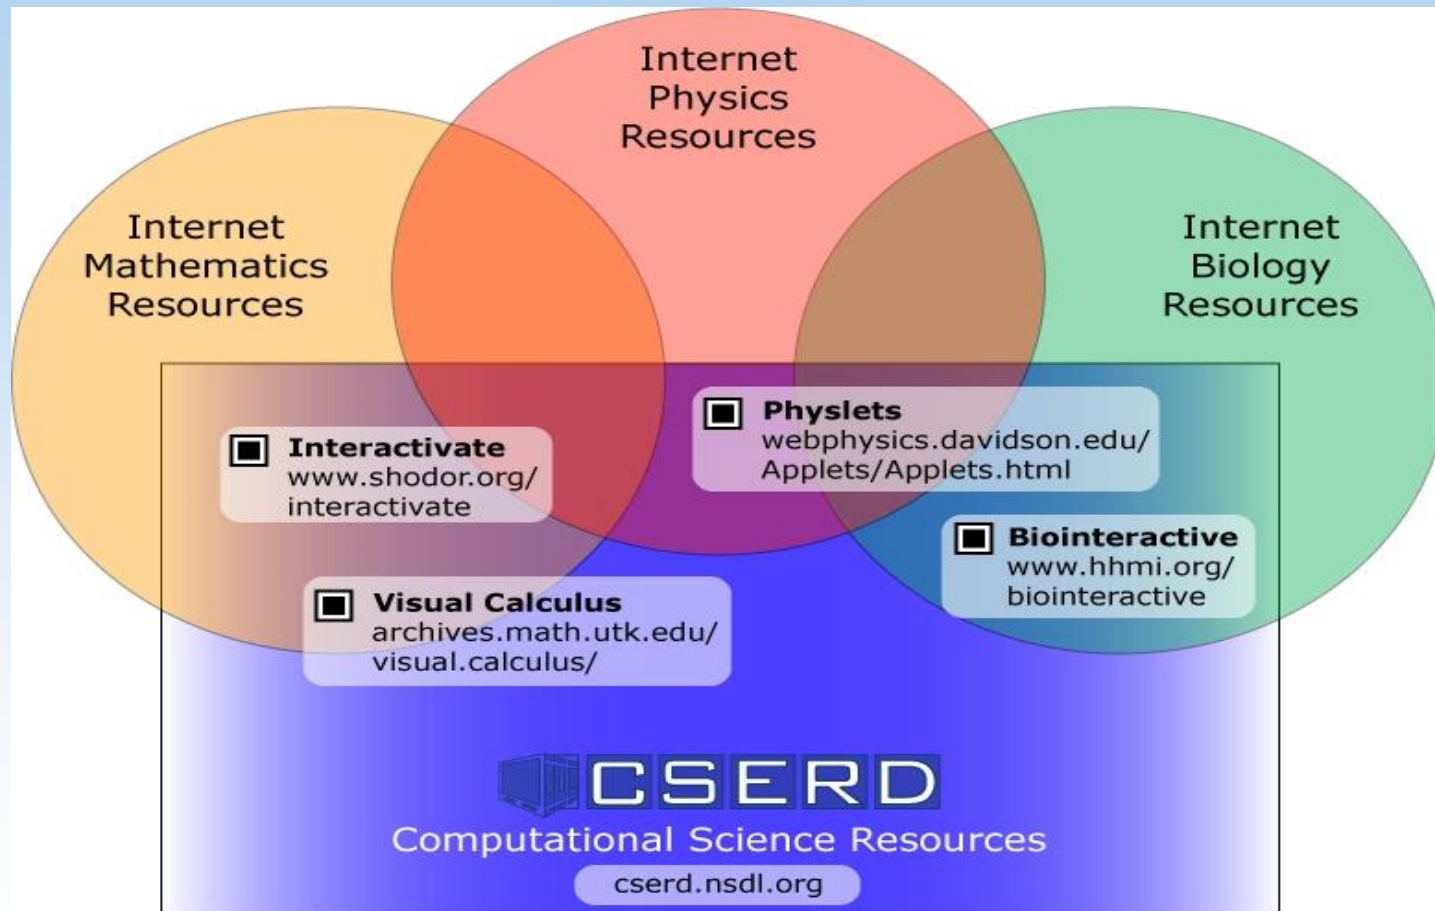 Internet
Physics
Resources
Internet
Mathematics
Resources
Internet
Biology
Resources
Physlets
webphysics.davidson.edu/
Applets/Applets.html
Interactivate
www.shodor.org/
interactivate
Biointeractive
www.hhmi.org/
biointeractive
Visual Calculus
archives.math.utk.edu/
visual.calculus/
CSERD
Computational Science Resources
cserd.nsdl.org